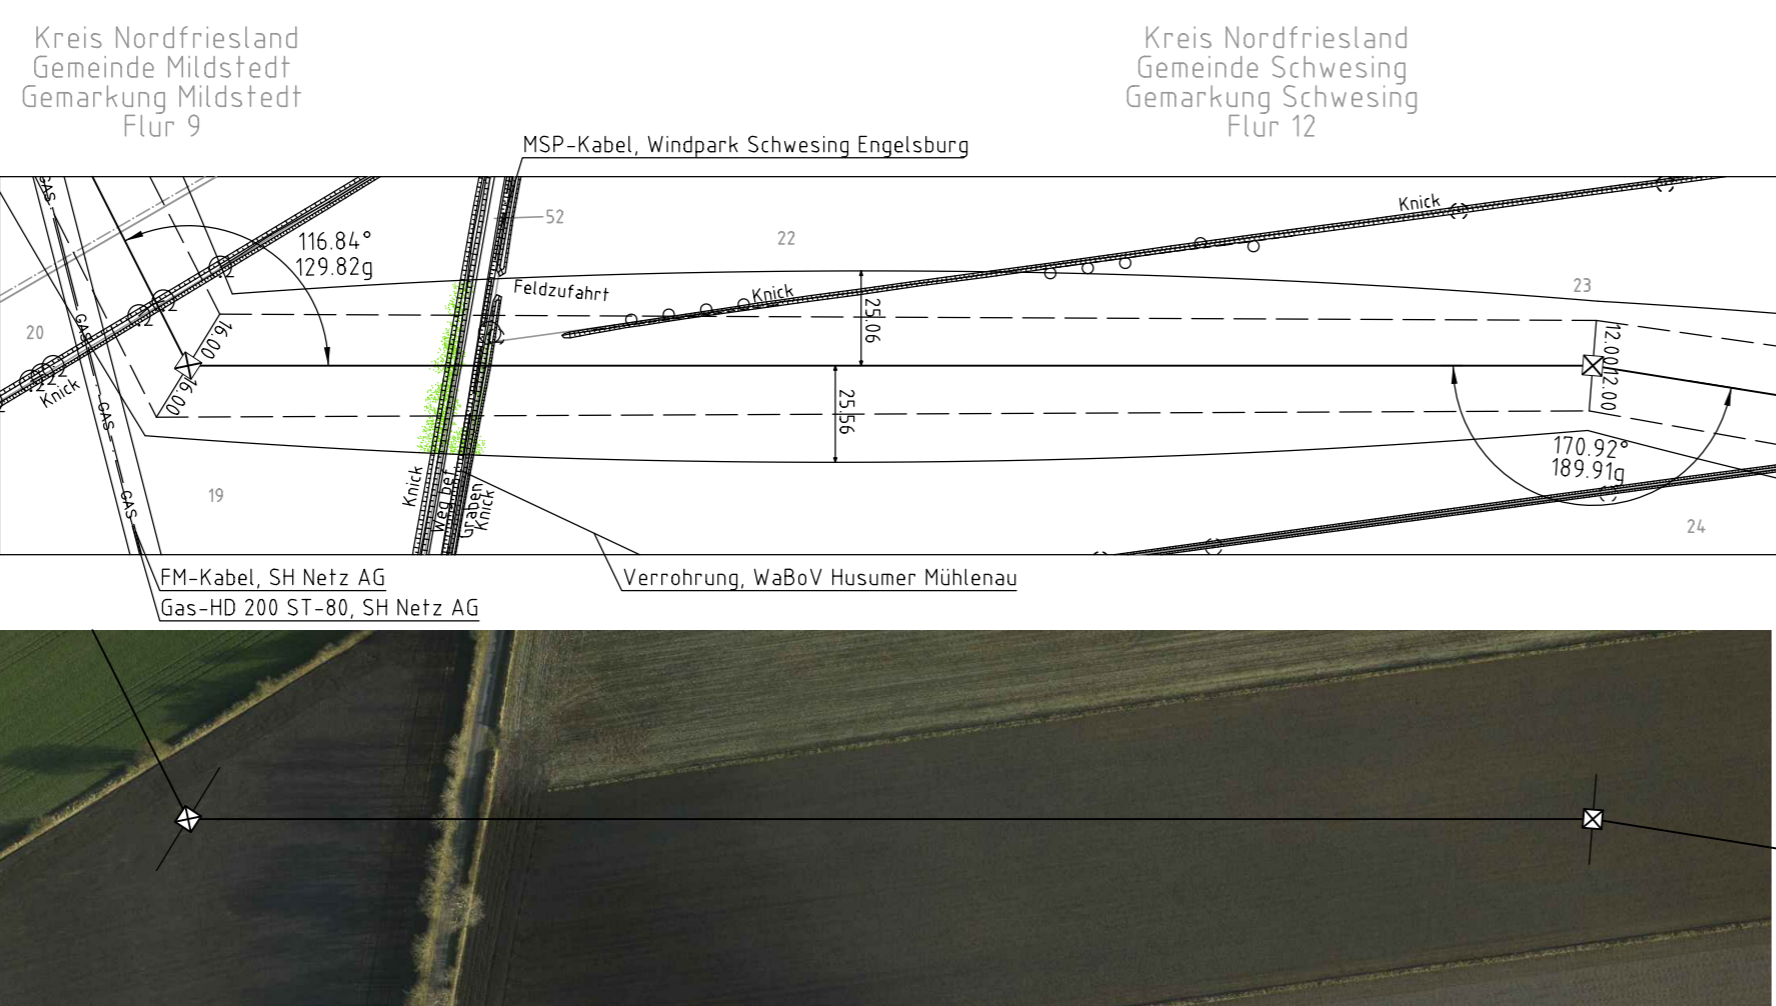 Kreis Nordfriesland
Gemeinde Mildstedt
Gemarkung Mildstedt
Flur 9
Kreis Nordfriesland
Gemeinde Schwesing
Gemarkung Schwesing
Flur 12
MSP-Kabel, Windpark Schwesing Engelsburg
GAS
116.84°
129.82g
52
22
Knick
Feldzufahrt
Knick
25.06
23
20
GAS
16.00
16.00
12.00
12.00
Knick
GAS
25.56
170.92°
189.91g
19
GAS
Knick
Weg bef.
Graben
Knick
24
FM-Kabel, SH Netz AG
Gas-HD 200 ST-80, SH Netz AG
Verrohrung, WaBoV Husumer Mühlenau